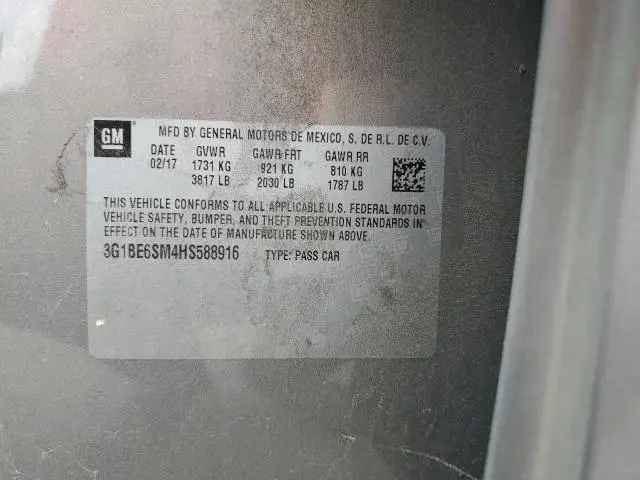 GM ®
MFD BY GENERAL MOTORS DE MEXICO, S. DE R.L. DE C.V.
DATE GVWR GAWR FRT GAWR RR
02/17 1731 KG 921 KG 810 KG
3817 LB 2030 LB 1787 LB
THIS VEHICLE CONFORMS TO ALL APPLICABLE U.S. FEDERAL MOTOR
VEHICLE SAFETY, BUMPER, AND THEFT PREVENTION STANDARDS IN
EFFECT ON THE DATE OF MANUFACTURE SHOWN ABOVE.
3G1BE6SM4HS588916 TYPE: PASS CAR